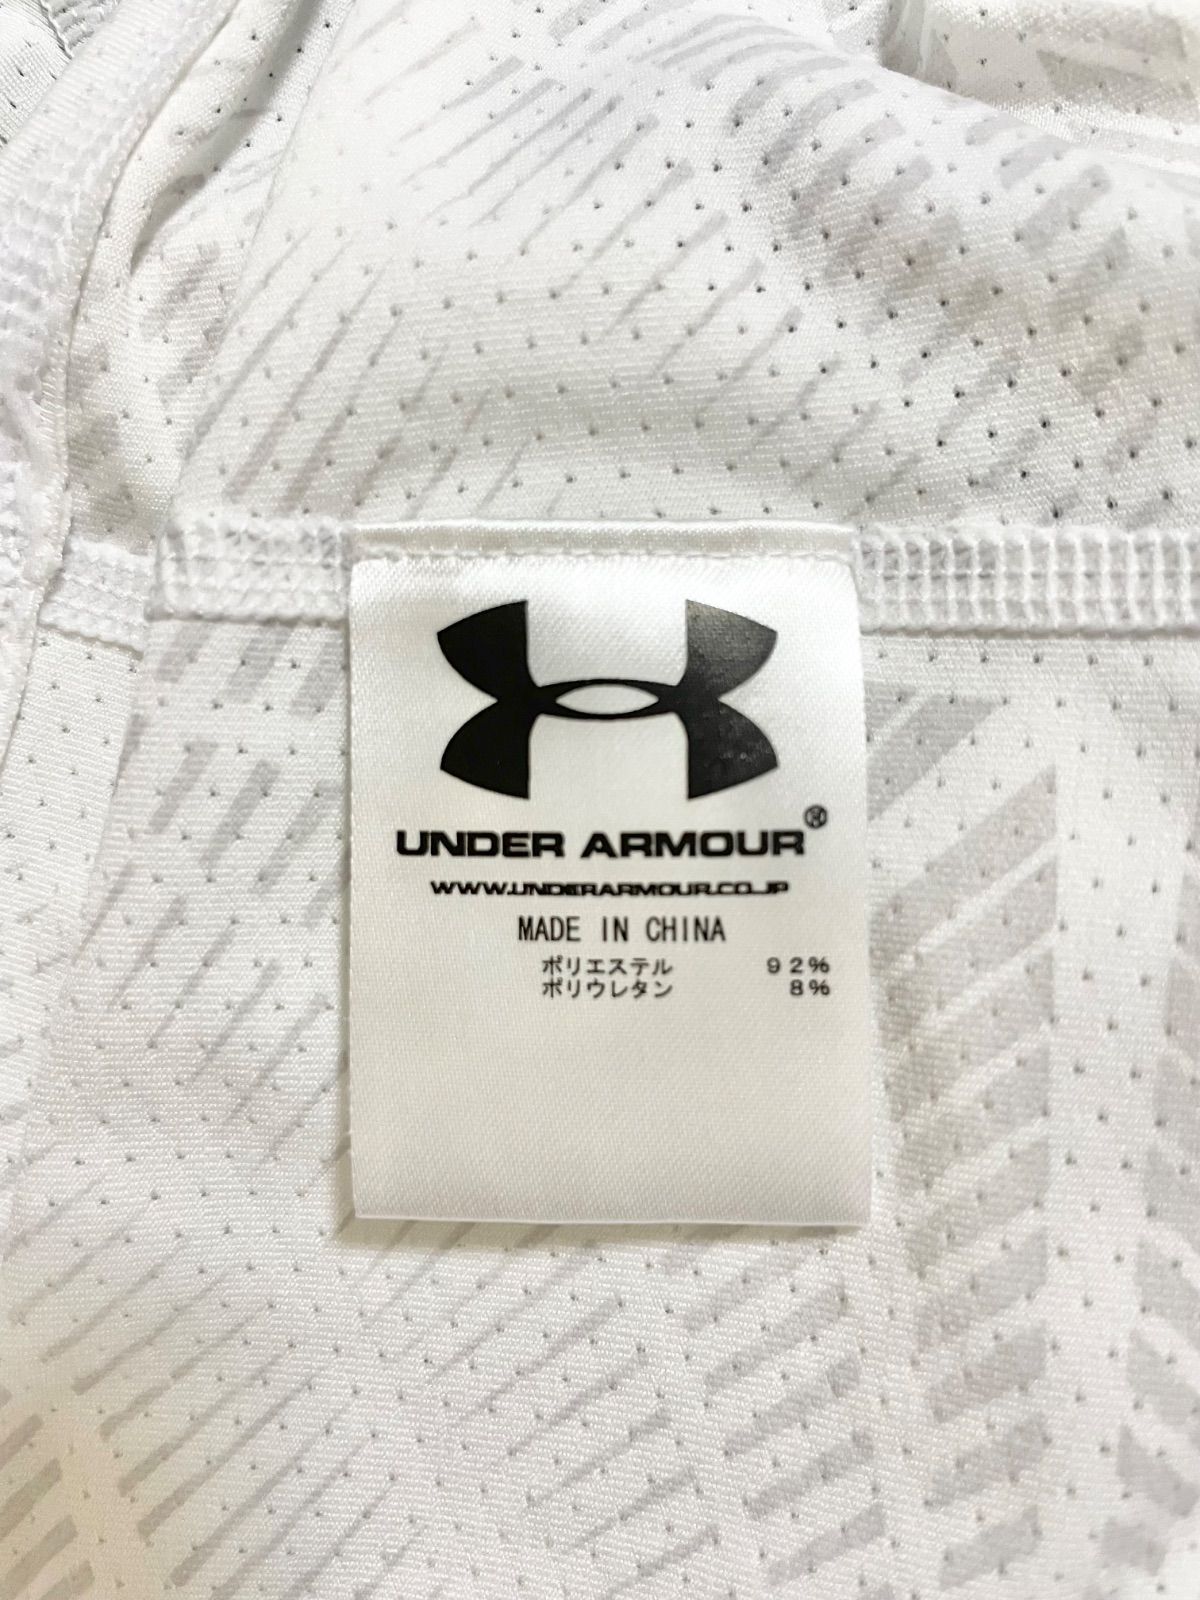 UNDER ARMOUR®
WWW.UNDERARMOUR.CO.JP
MADE IN CHINA
ポリエステル 92%
ポリウレタン 8%